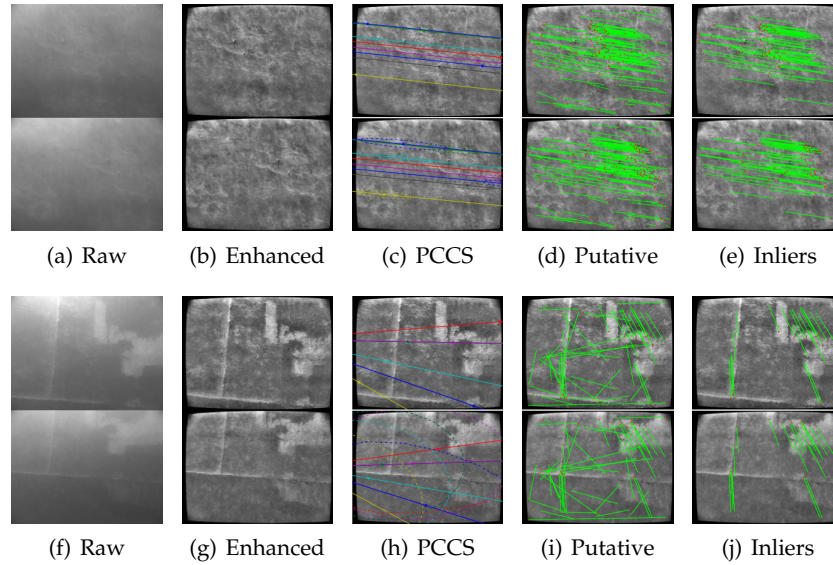 (a) Raw
(b) Enhanced
(c) PCCS
(d) Putative
(e) Inliers
(f) Raw
(g) Enhanced
(h) PCCS
(i) Putative
(j) Inliers